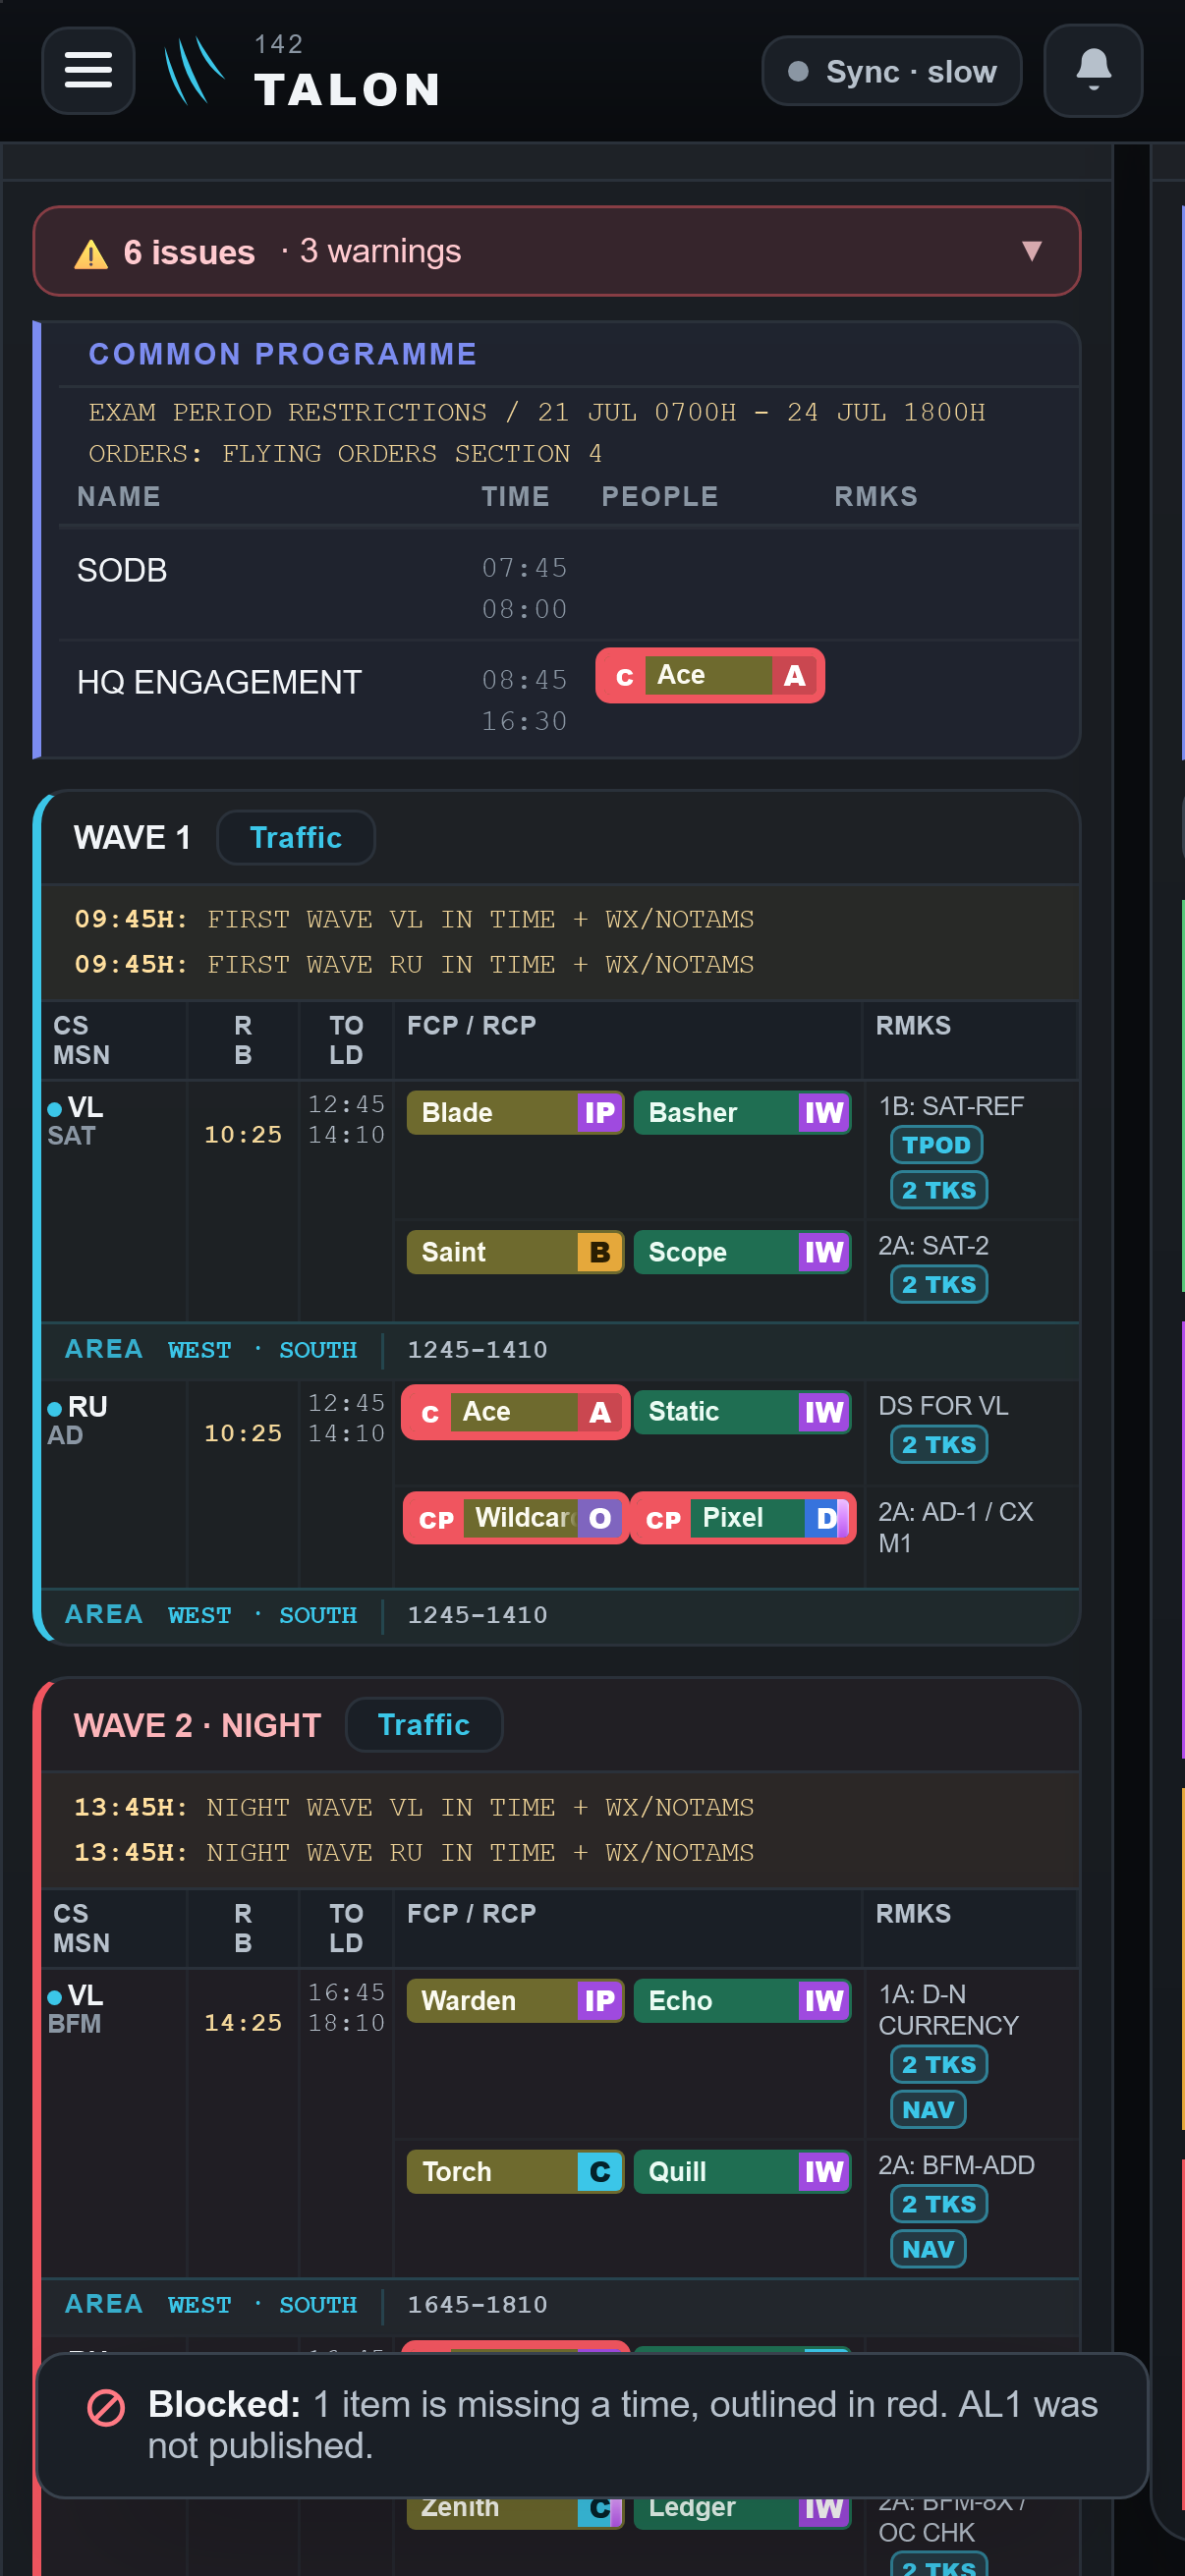 142
TALON
Sync · slow
6 issues · 3 warnings
COMMON PROGRAMME
EXAM PERIOD RESTRICTIONS / 21 JUL 0700H - 24 JUL 1800H
ORDERS: FLYING ORDERS SECTION 4
NAME TIME PEOPLE RMKS
SODB 07:45
08:00
HQ ENGAGEMENT 08:45 C Ace A
16:30
WAVE 1 Traffic
09:45H: FIRST WAVE VL IN TIME + WX/NOTAMS
09:45H: FIRST WAVE RU IN TIME + WX/NOTAMS
CS R TO FCP / RCP RMKS
MSN B LD
VL 12:45 Blade IP Basher IW 1B: SAT-REF
SAT 10:25 14:10 TPOD
2 TKS
Saint B Scope IW 2A: SAT-2
2 TKS
AREA WEST · SOUTH 1245-1410
RU 12:45 C Ace A Static IW DS FOR VL
AD 10:25 14:10 2 TKS
CP Wildcar O CP Pixel D 2A: AD-1 / CX
M1
AREA WEST · SOUTH 1245-1410
WAVE 2 · NIGHT Traffic
13:45H: NIGHT WAVE VL IN TIME + WX/NOTAMS
13:45H: NIGHT WAVE RU IN TIME + WX/NOTAMS
CS R TO FCP / RCP RMKS
MSN B LD
VL 16:45 Warden IP Echo IW 1A: D-N
BFM 14:25 18:10 CURRENCY
2 TKS
NAV
Torch C Quill IW 2A: BFM-ADD
2 TKS
NAV
AREA WEST · SOUTH 1645-1810
Blocked: 1 item is missing a time, outlined in red. AL1 was
not published.
Zenith C Ledger IW 2A: BFM-8X /
OC CHK
2 TKS